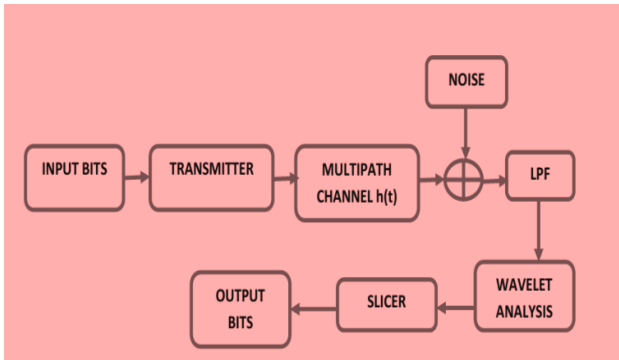 NOISE
INPUT BITS
TRANSMITTER
MULTIPATH
CHANNEL h(t)
LPF
WAVELET
ANALYSIS
SLICER
OUTPUT
BITS